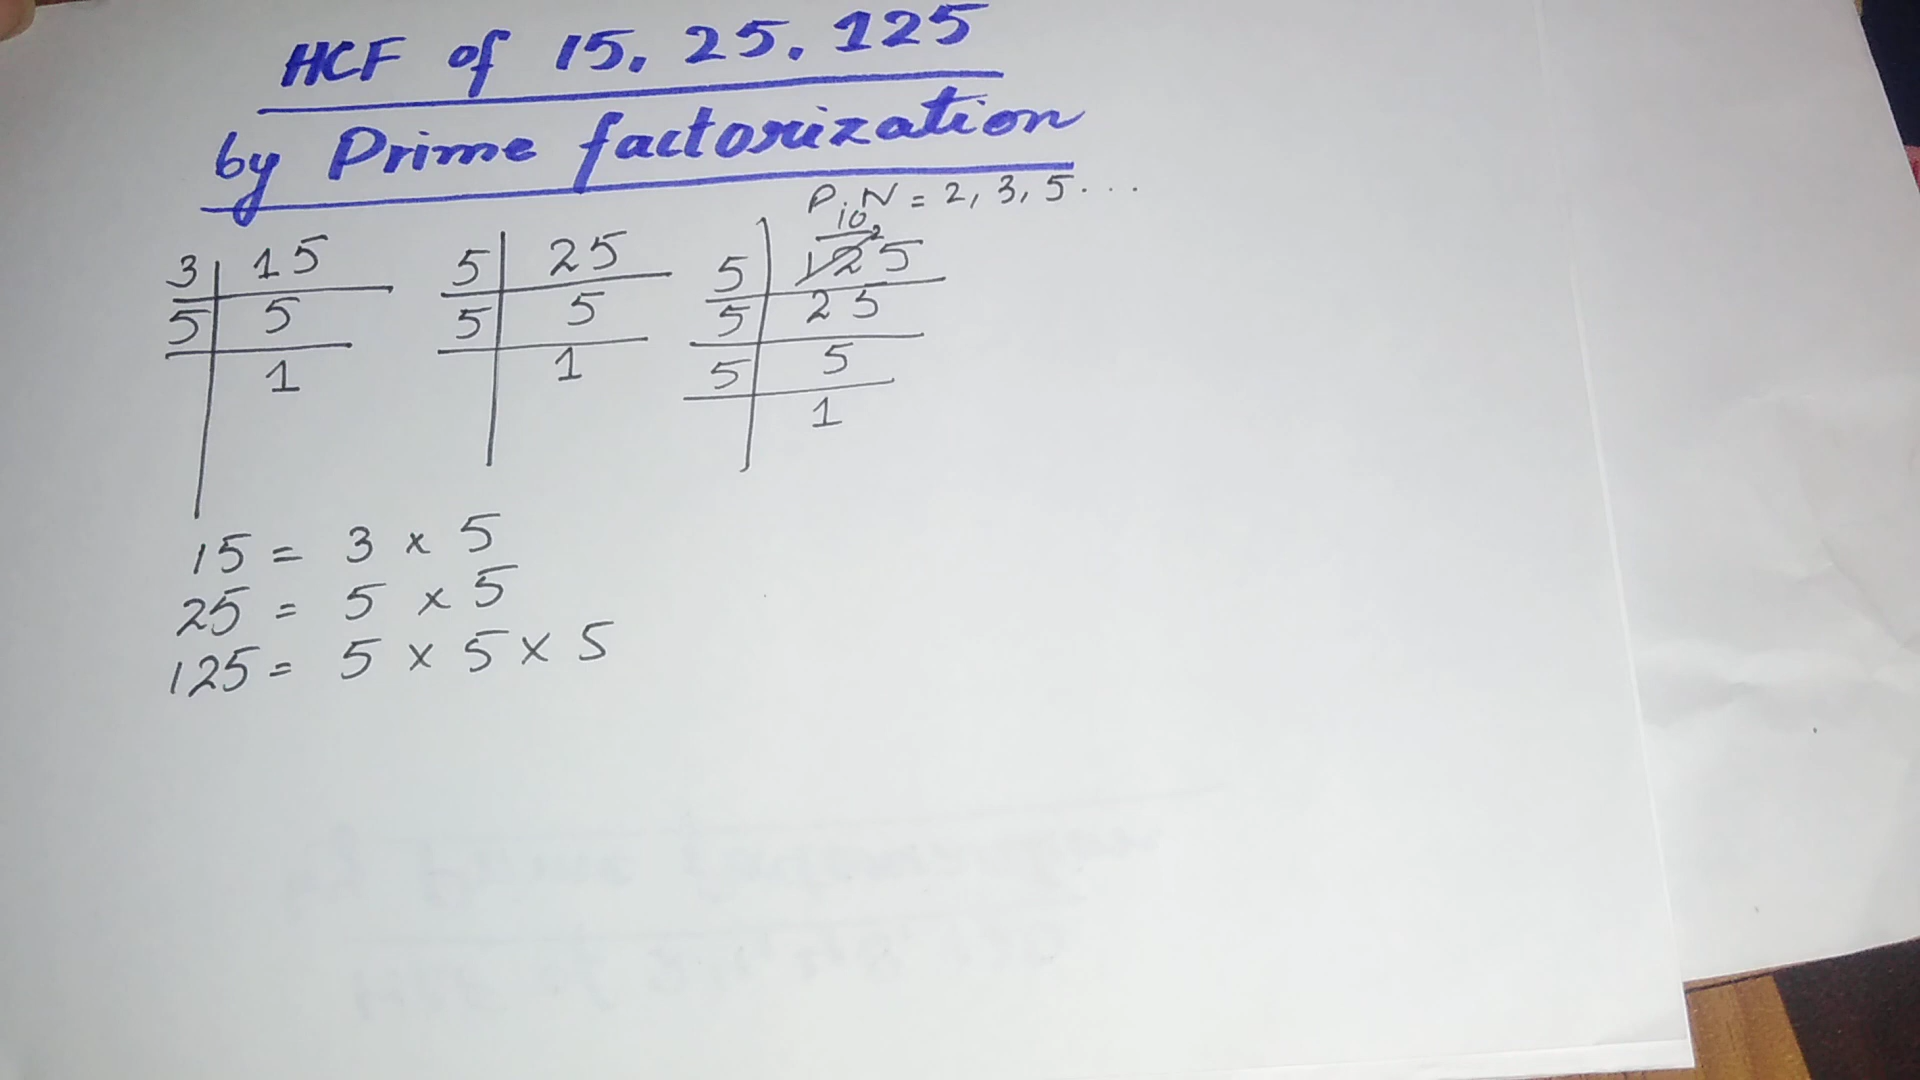 HCF of 15, 25, 125
by Prime factorization
P.N = 2, 3, 5...
3 15
5 5
1
5 25
5 5
1
10
2
5 125
5 25
5 5
1
15 = 3 × 5
25 = 5 × 5
125 = 5 × 5 × 5